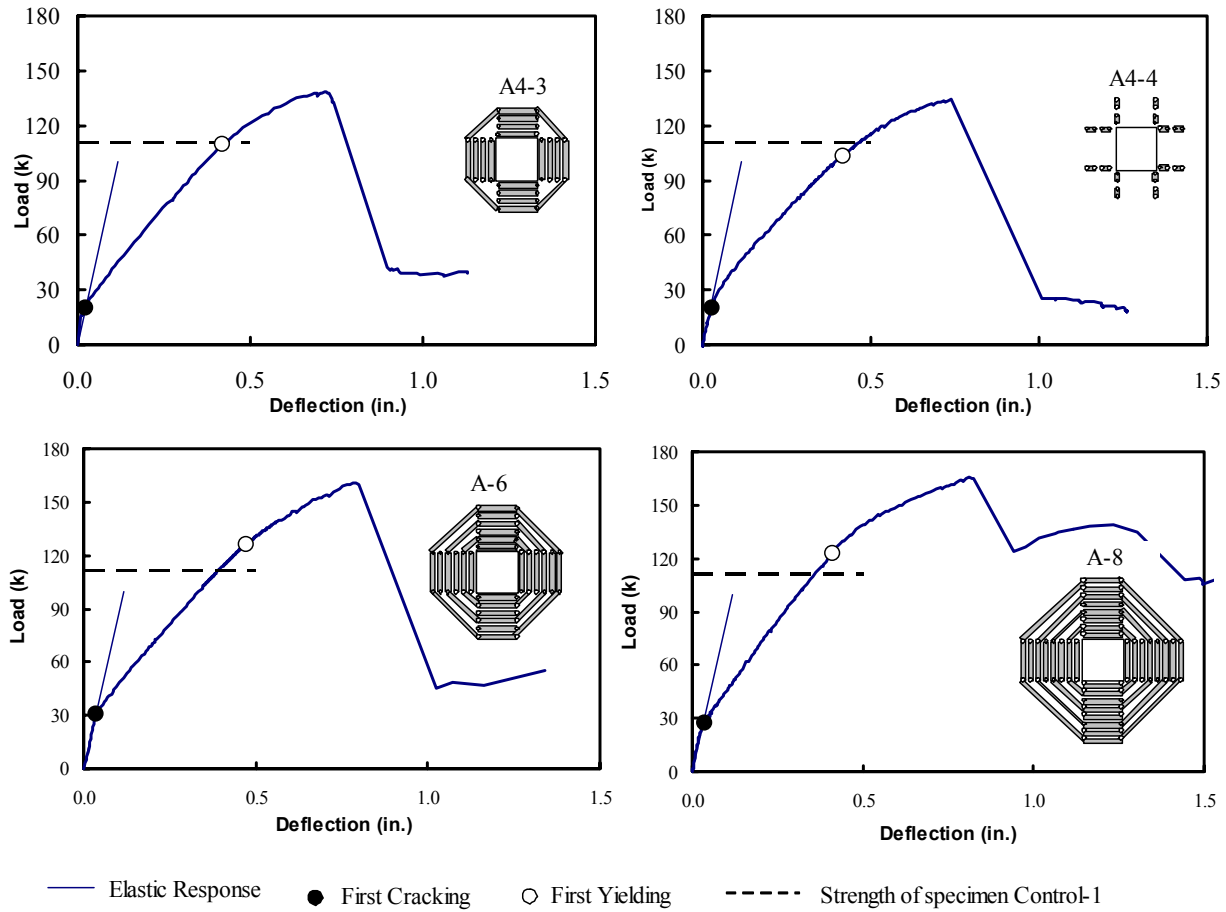 180
150
120
90
60
30
0
Load (k)
A4-3
0.0
0.5
1.0
1.5
Deflection (in.)
180
150
120
90
60
30
0
Load (k)
A4-4
0.0
0.5
1.0
1.5
Deflection (in.)
180
150
120
90
60
30
0
Load (k)
A-6
0.0
0.5
1.0
1.5
Deflection (in.)
180
150
120
90
60
30
0
Load (k)
A-8
0.0
0.5
1.0
1.5
Deflection (in.)
Elastic Response
First Cracking
First Yielding
Strength of specimen Control-1